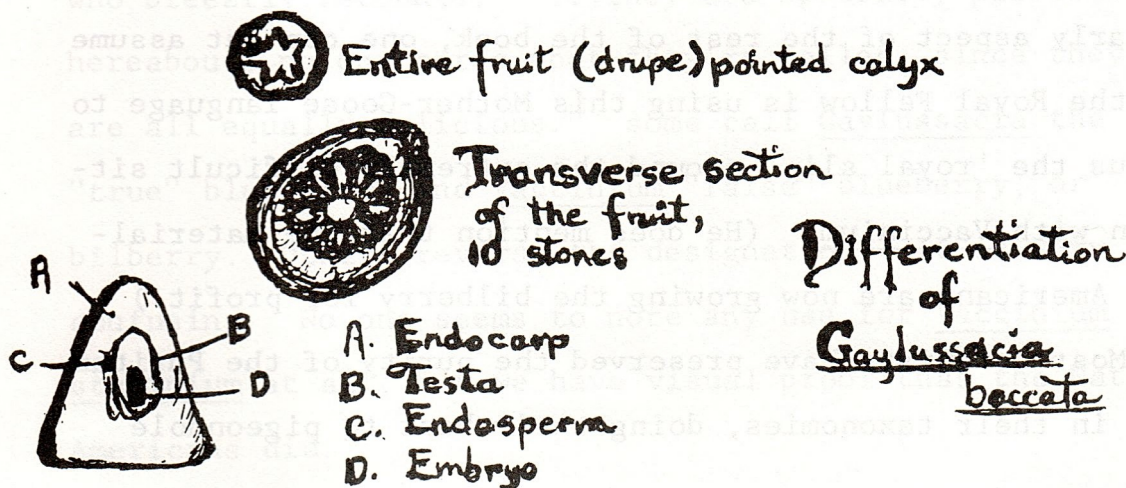 Entire fruit (drupe) pointed calyx
Transverse section
of the fruit,
10 stones
A
B
C
D
A. Endocarp
B. Testa
C. Endosperm
D. Embryo
Differentiation
of
Gaylussacia
baccata